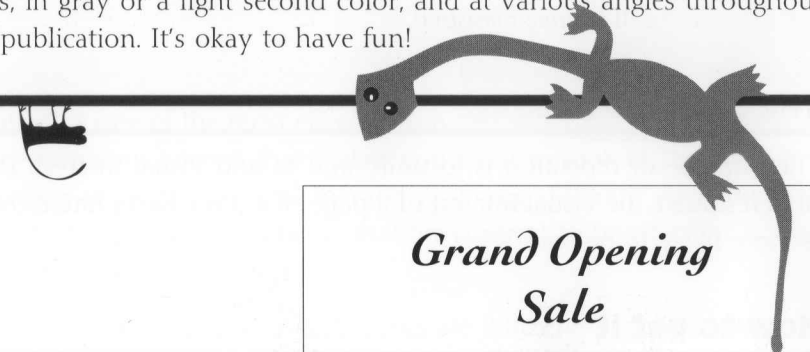 s, in gray or a light second color, and at various angles throughout
publication. It's okay to have fun!
Grand Opening
Sale